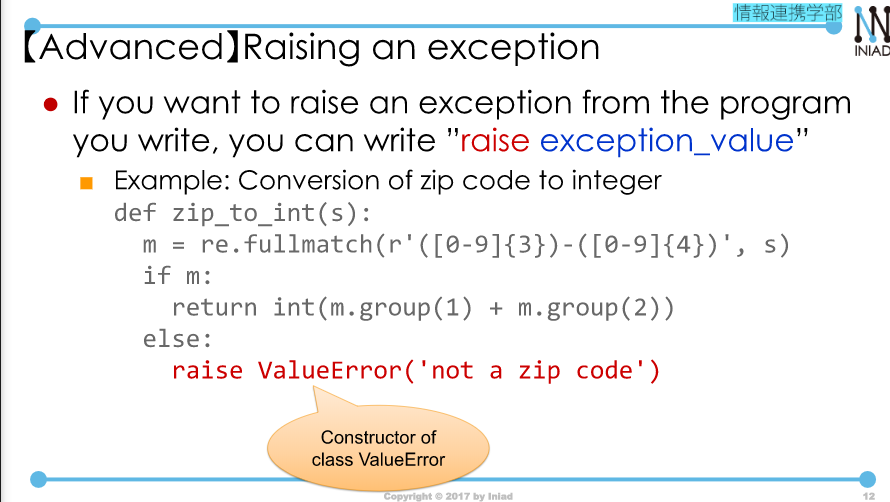 情報連携学部
INIAD
【Advanced】Raising an exception
● If you want to raise an exception from the program
you write, you can write ”raise exception_value”
■ Example: Conversion of zip code to integer
def zip_to_int(s):
  m = re.fullmatch(r'([0-9]{3})-([0-9]{4})', s)
  if m:
    return int(m.group(1) + m.group(2))
  else:
    raise ValueError('not a zip code')
Constructor of
class ValueError
Copyright © 2017 by Iniad
12